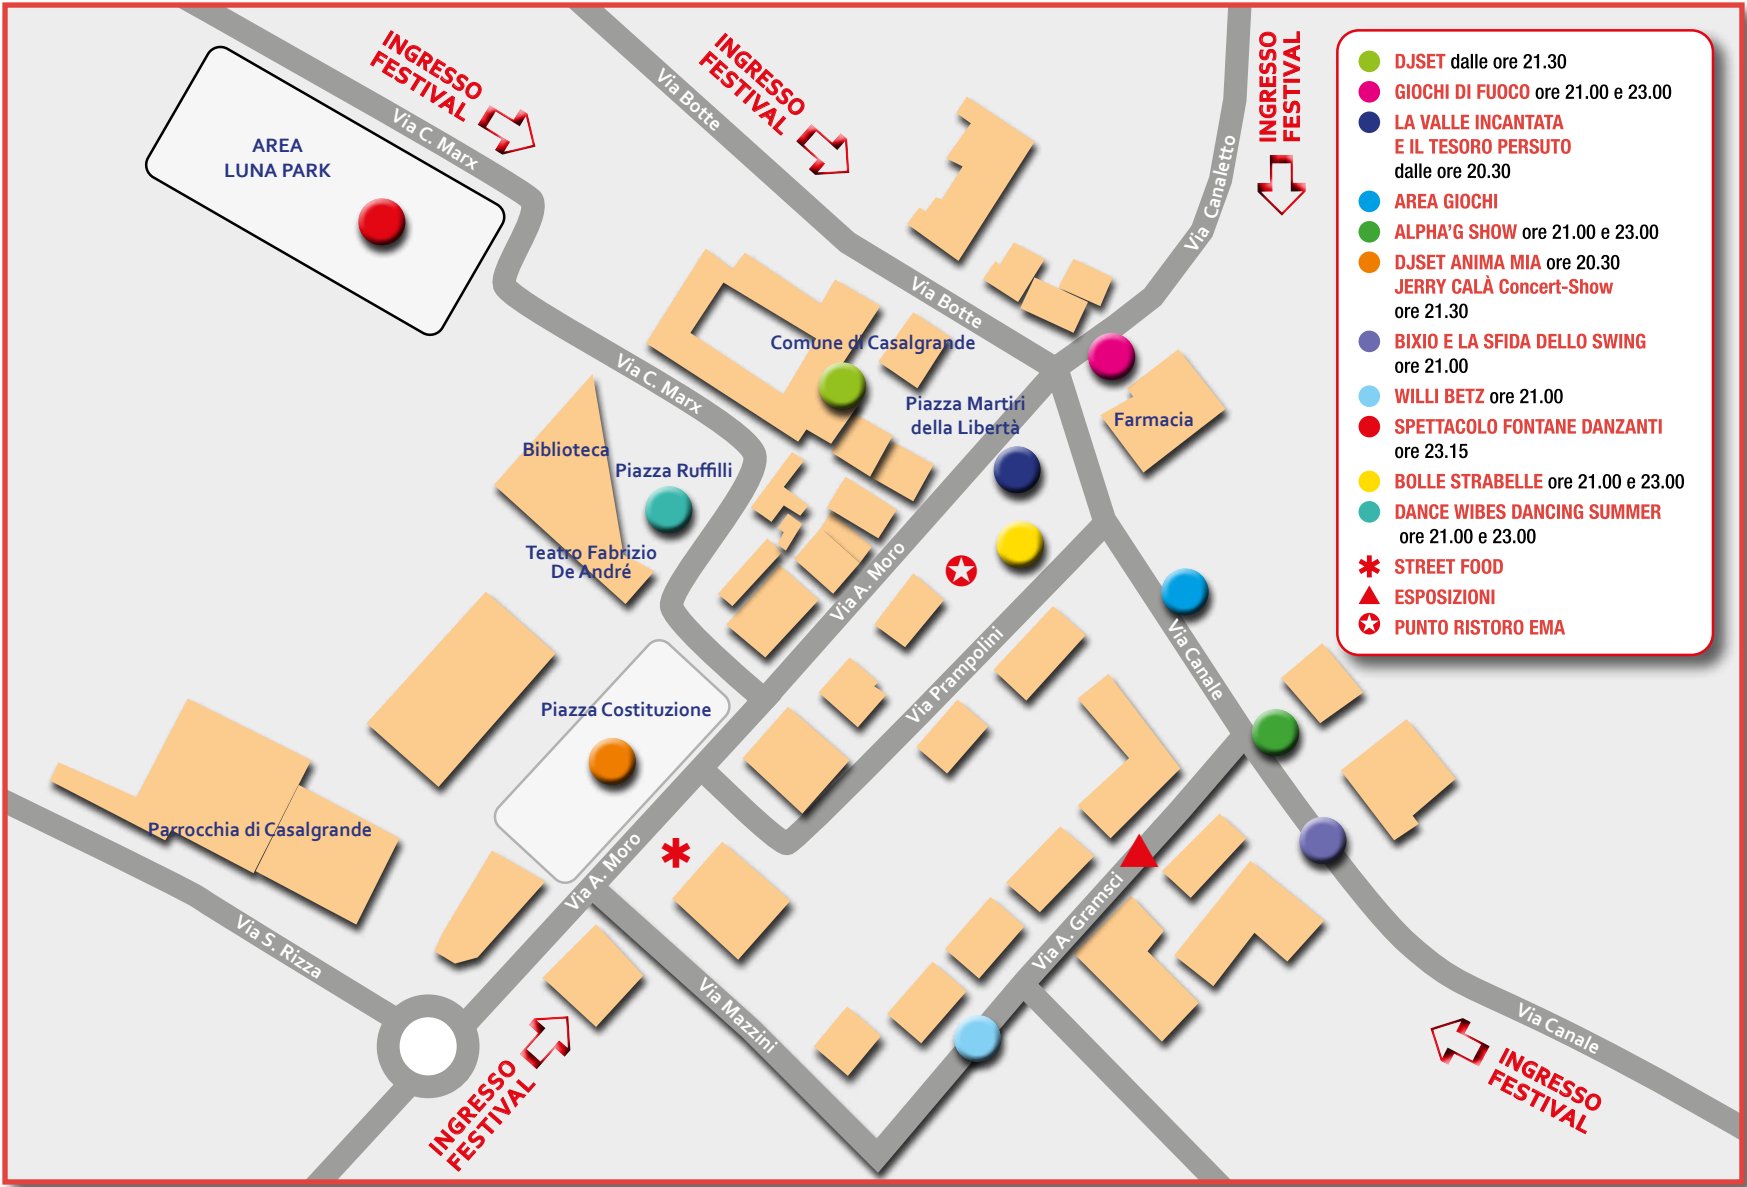 INGRESSO
FESTIVAL
INGRESSO
FESTIVAL
INGRESSO
FESTIVAL
Via C. Marx
Via Botte
Via Canaletto
AREA
LUNA PARK
Via Botte
Comune di Casalgrande
Via C. Marx
Piazza Martiri
della Libertà
Farmacia
Biblioteca
Piazza Ruffilli
Teatro Fabrizio
De André
Via A. Moro
Via Prampolini
Via Canale
Piazza Costituzione
Parrocchia di Casalgrande
Via A. Moro
Via S. Rizza
Via A. Gramsci
Via Mazzini
Via Canale
INGRESSO
FESTIVAL
INGRESSO
FESTIVAL
DJSET dalle ore 21.30
GIOCHI DI FUOCO ore 21.00 e 23.00
LA VALLE INCANTATA
E IL TESORO PERSUTO
dalle ore 20.30
AREA GIOCHI
ALPHA'G SHOW ore 21.00 e 23.00
DJSET ANIMA MIA ore 20.30
JERRY CALÀ Concert-Show
ore 21.30
BIXIO E LA SFIDA DELLO SWING
ore 21.00
WILLI BETZ ore 21.00
SPETTACOLO FONTANE DANZANTI
ore 23.15
BOLLE STRABELLE ore 21.00 e 23.00
DANCE WIBES DANCING SUMMER
ore 21.00 e 23.00
STREET FOOD
ESPOSIZIONI
PUNTO RISTORO EMA